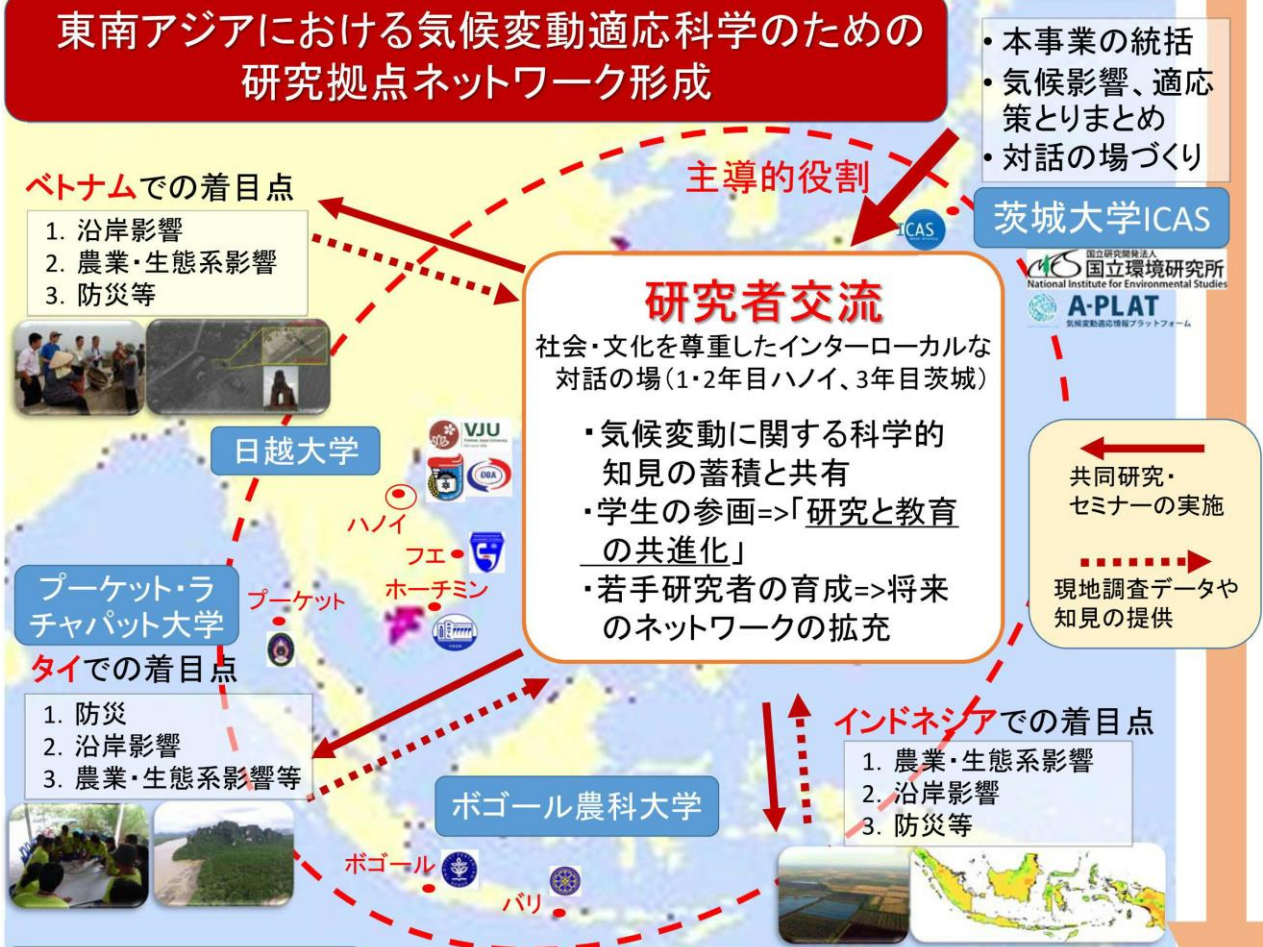 東南アジアにおける気候変動適応科学のための
研究拠点ネットワーク形成
• 本事業の統括
• 気候影響、適応
策とりまとめ
• 対話の場づくり
主導的役割
ICAS
茨城大学ICAS
国立研究開発法人
国立環境研究所
National Institute for Environmental Studies
A-PLAT
気候変動適応情報プラットフォーム
ベトナムでの着目点
1. 沿岸影響
2. 農業・生態系影響
3. 防災等
研究者交流
社会・文化を尊重したインターローカルな
対話の場(1・2年目ハノイ、3年目茨城)
・気候変動に関する科学的
知見の蓄積と共有
・学生の参画=>「研究と教育
の共進化」
・若手研究者の育成=>将来
のネットワークの拡充
共同研究・
セミナーの実施
現地調査データや
知見の提供
日越大学
VJU
ハノイ
フエ
ホーチミン
プーケット・ラ
チャパット大学
プーケット
タイでの着目点
1. 防災
2. 沿岸影響
3. 農業・生態系影響等
ボゴール農科大学
ボゴール
バリ
インドネシアでの着目点
1. 農業・生態系影響
2. 沿岸影響
3. 防災等